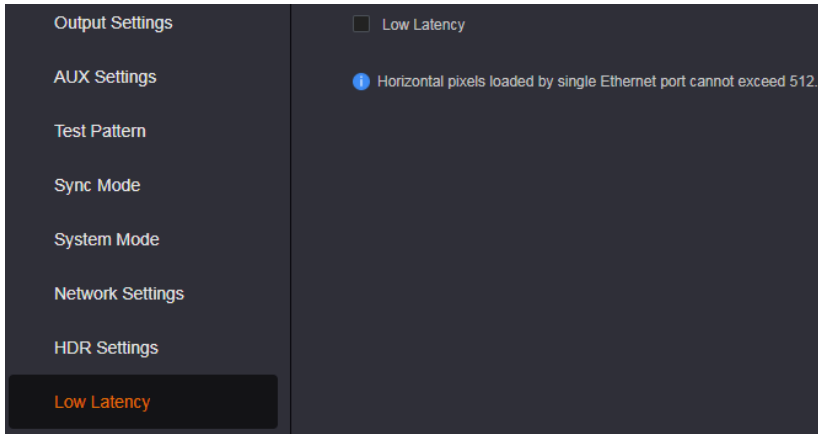 Output Settings
AUX Settings
Test Pattern
Sync Mode
System Mode
Network Settings
HDR Settings
Low Latency
Low Latency
Horizontal pixels loaded by single Ethernet port cannot exceed 512.